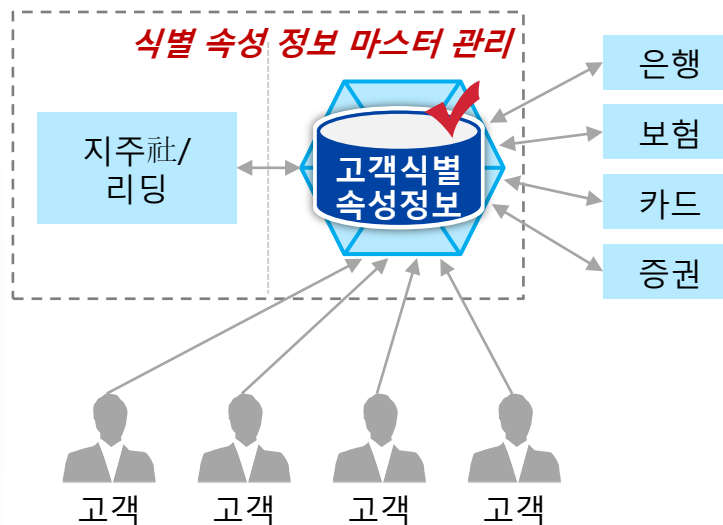 식별 속성 정보 마스터 관리
지주社/
리딩
고객식별
속성정보
은행
보험
카드
증권
고객
고객
고객
고객